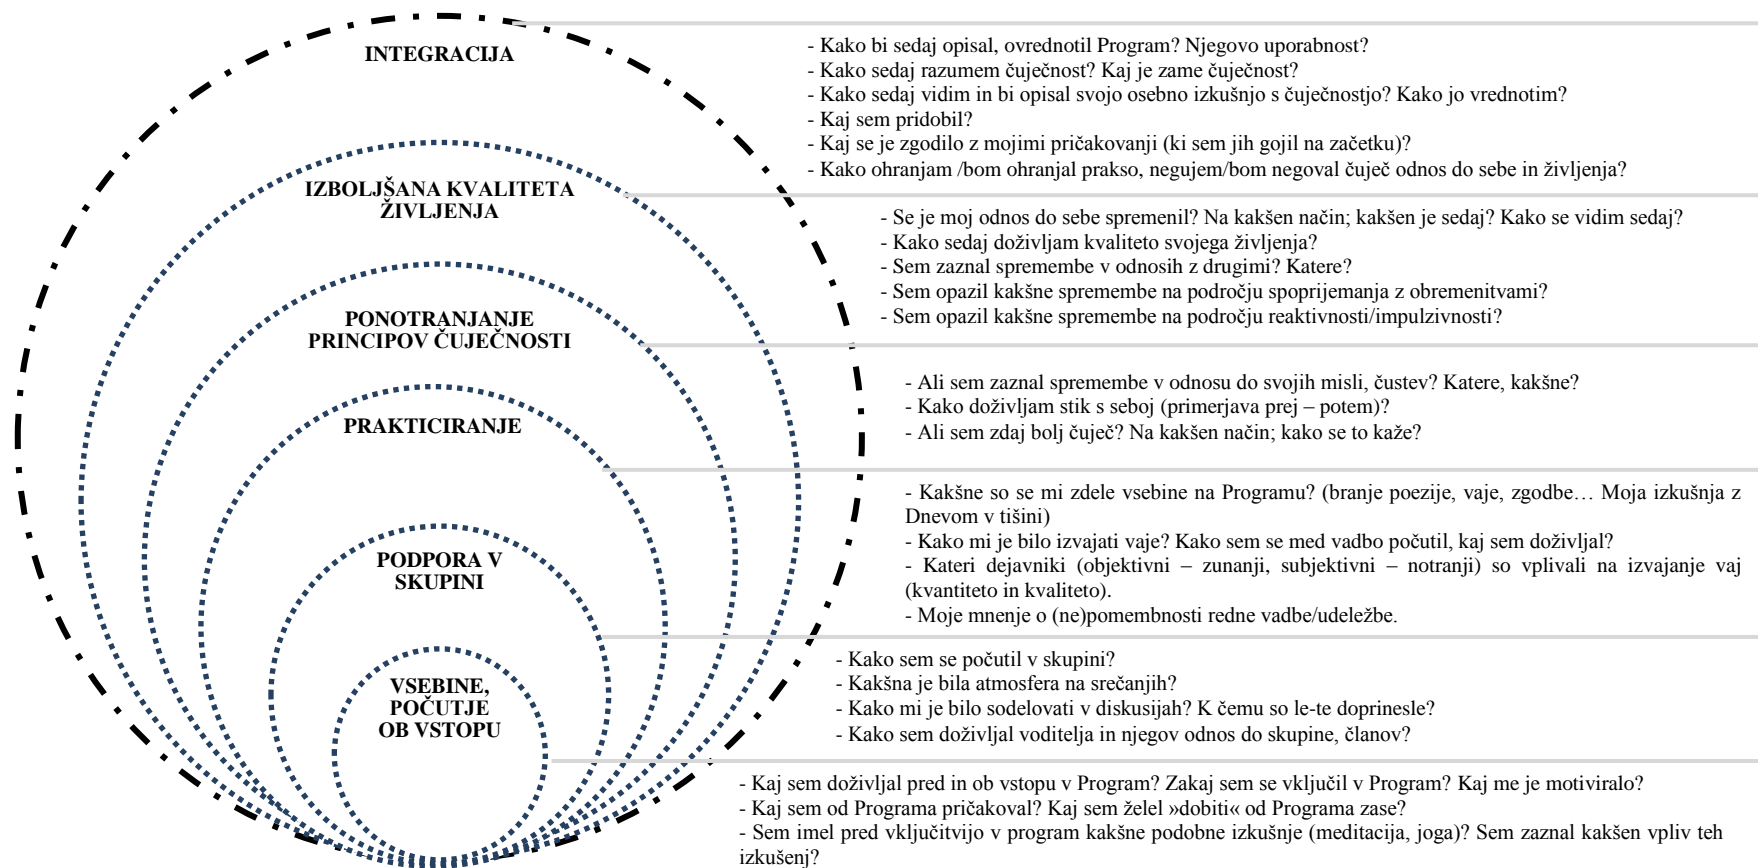 INTEGRACIJA
- Kako bi sedaj opisal, ovrednotil Program? Njegovo uporabnost?
- Kako sedaj razumem čuječnost? Kaj je zame čuječnost?
- Kako sedaj vidim in bi opisal svojo osebno izkušnjo s čuječnostjo? Kako jo vrednotim?
- Kaj sem pridobil?
- Kaj se je zgodilo z mojimi pričakovanji (ki sem jih gojil na začetku)?
- Kako ohranjam /bom ohranjal prakso, negujem/bom negoval čuječ odnos do sebe in življenja?
IZBOLJŠANA KVALITETA
ŽIVLJENJA
- Se je moj odnos do sebe spremenil? Na kakšen način; kakšen je sedaj? Kako se vidim sedaj?
- Kako sedaj doživljam kvaliteto svojega življenja?
- Sem zaznal spremembe v odnosih z drugimi? Katere?
- Sem opazil kakšne spremembe na področju spoprijemanja z obremenitvami?
- Sem opazil kakšne spremembe na področju reaktivnosti/impulzivnosti?
PONOTRANJANJE
PRINCIPOV ČUJEČNOSTI
- Ali sem zaznal spremembe v odnosu do svojih misli, čustev? Katere, kakšne?
- Kako doživljam stik s seboj (primerjava prej – potem)?
- Ali sem zdaj bolj čuječ? Na kakšen način; kako se to kaže?
PRAKTICIRANJE
- Kakšne so se mi zdele vsebine na Programu? (branje poezije, vaje, zgodbe… Moja izkušnja z
Dnevom v tišini)
- Kako mi je bilo izvajati vaje? Kako sem se med vadbo počutil, kaj sem doživljal?
- Kateri dejavniki (objektivni – zunanji, subjektivni – notranji) so vplivali na izvajanje vaj
(kvantiteto in kvaliteto).
- Moje mnenje o (ne)pomembnosti redne vadbe/udeležbe.
PODPORA V
SKUPINI
- Kako sem se počutil v skupini?
- Kakšna je bila atmosfera na srečanjih?
- Kako mi je bilo sodelovati v diskusijah? K čemu so le-te doprinesle?
- Kako sem doživljal voditelja in njegov odnos do skupine, članov?
VSEBINE,
POČUTJE
OB VSTOPU
- Kaj sem doživljal pred in ob vstopu v Program? Zakaj sem se vključil v Program? Kaj me je motiviralo?
- Kaj sem od Programa pričakoval? Kaj sem želel »dobiti« od Programa zase?
- Sem imel pred vključitvijo v program kakšne podobne izkušnje (meditacija, joga)? Sem zaznal kakšen vpliv teh
izkušenj?